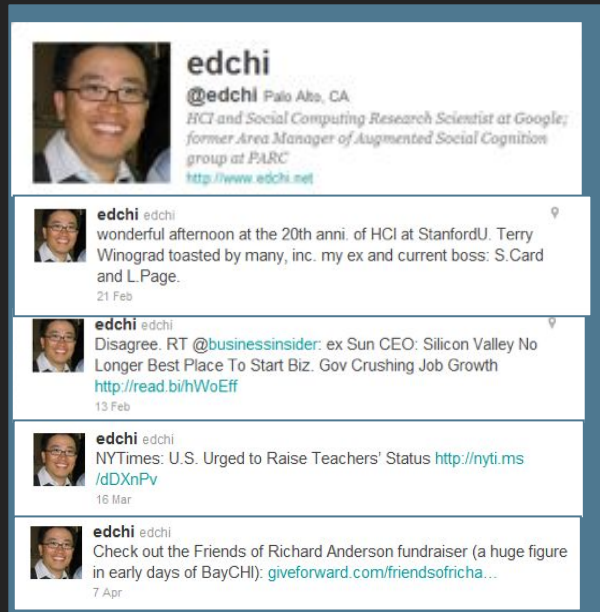 edchi
@edchi Palo Alto, CA
HCI and Social Computing Research Scientist at Google;
former Area Manager of Augmented Social Cognition
group at PARC
http://www.edchi.net
edchi edchi
wonderful afternoon at the 20th anni. of HCI at StanfordU. Terry
Winograd toasted by many, inc. my ex and current boss: S.Card
and L.Page.
21 Feb
edchi edchi
Disagree. RT @businessinsider: ex Sun CEO: Silicon Valley No
Longer Best Place To Start Biz. Gov Crushing Job Growth
http://read.bi/hWoEff
13 Feb
edchi edchi
NYTimes: U.S. Urged to Raise Teachers' Status http://nyti.ms
/dDXnPv
16 Mar
edchi edchi
Check out the Friends of Richard Anderson fundraiser (a huge figure
in early days of BayCHI): giveforward.com/friendsofricha...
7 Apr